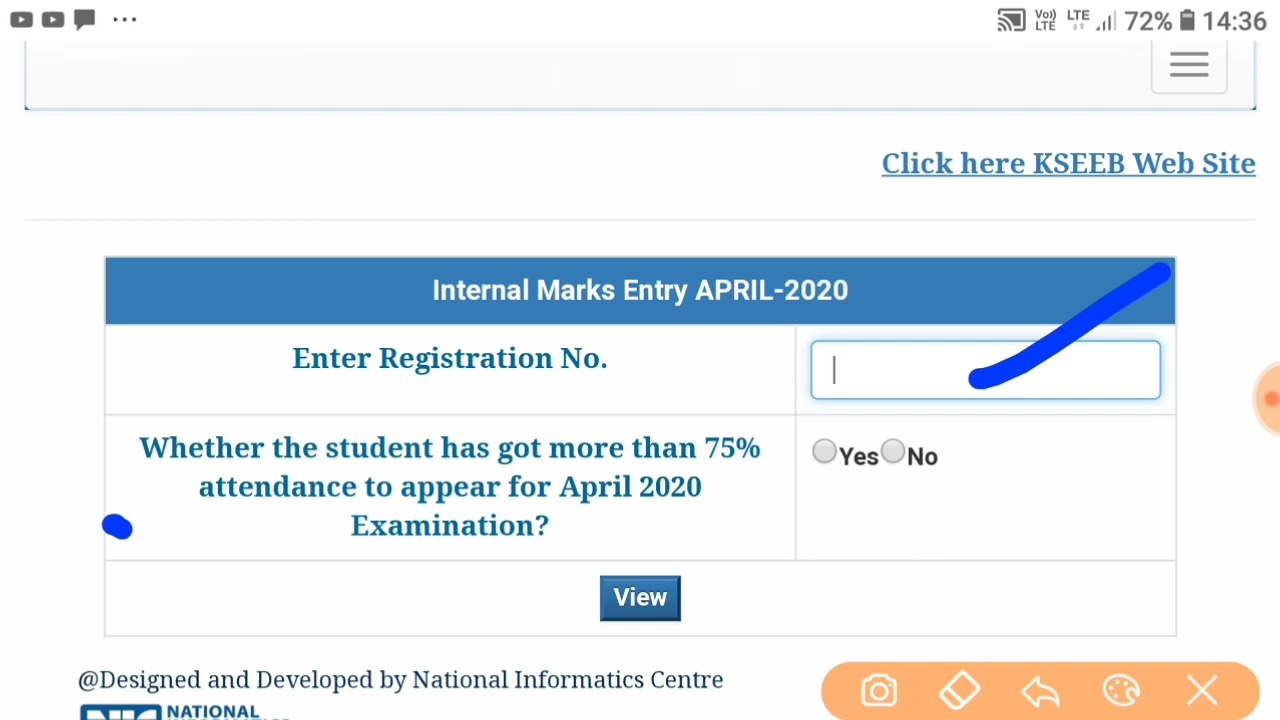 Vo)) LTE LTE 72% 14:36
Click here KSEEB Web Site
Internal Marks Entry APRIL-2020
Enter Registration No.
Whether the student has got more than 75%
attendance to appear for April 2020
Examination?
Yes No
View
@Designed and Developed by National Informatics Centre
NATIONAL